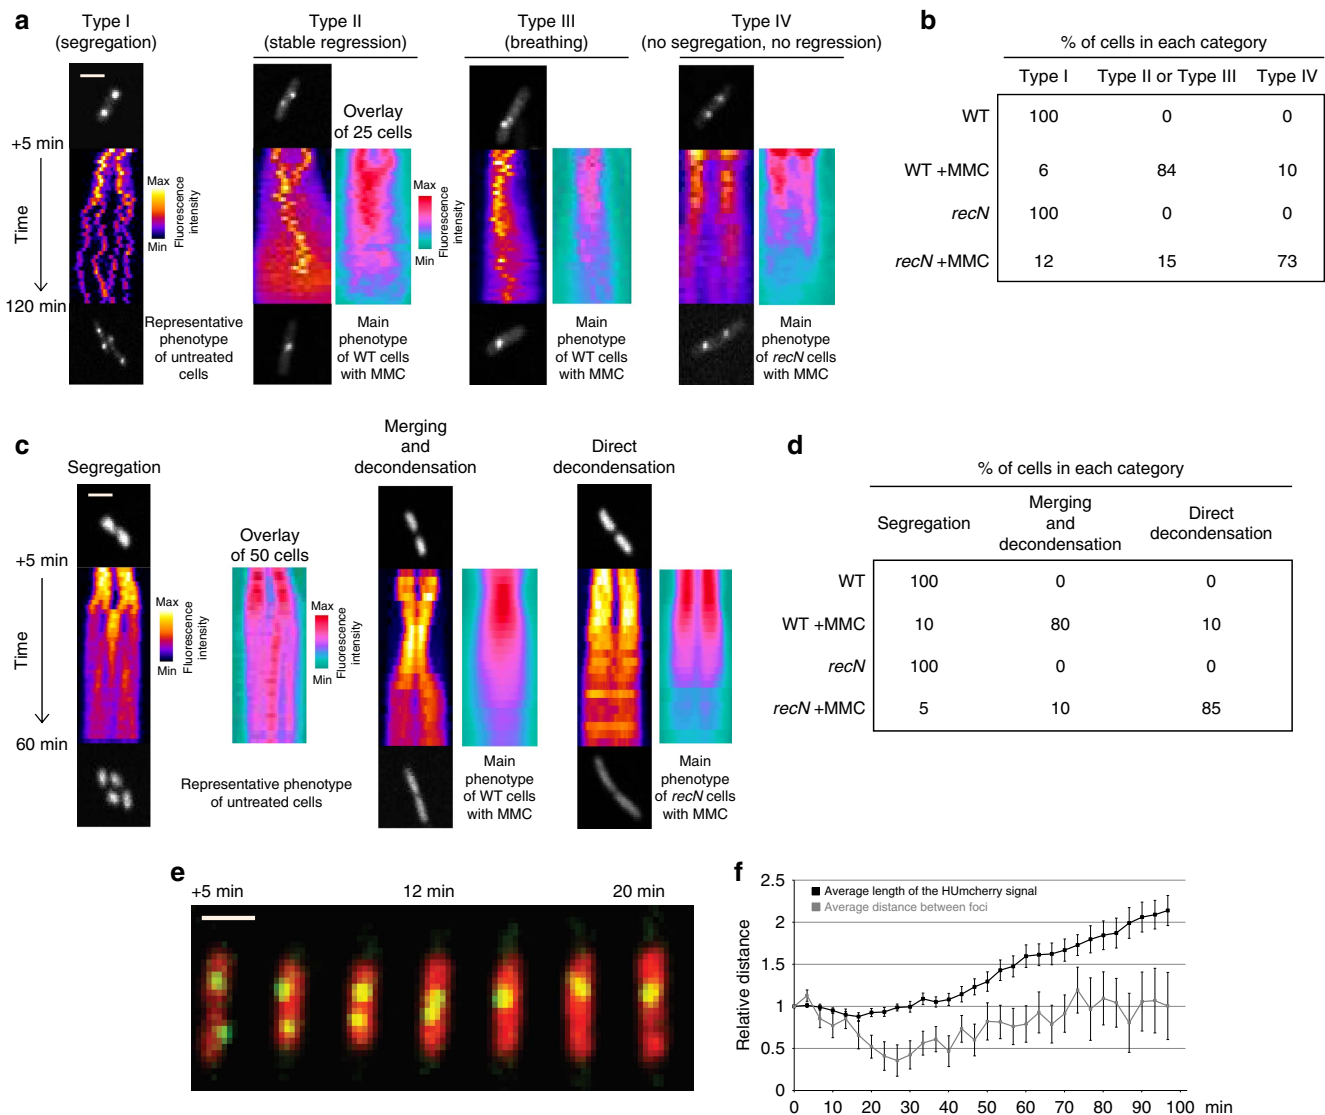 a
Type I
(segregation)
Type II
(stable regression)
Type III
(breathing)
Type IV
(no segregation, no regression)
Overlay
of 25 cells
+5 min
Time
120 min
Max
Min
Fluorescence
intensity
Max
Min
Fluorescence
intensity
Representative
phenotype
of untreated
cells
Main
phenotype
of WT cells
with MMC
Main
phenotype
of WT cells
with MMC
Main
phenotype
of recN cells
with MMC
b
% of cells in each category
Type I Type II or Type III Type IV
WT 100 0 0
WT +MMC 6 84 10
recN 100 0 0
recN +MMC 12 15 73
c
Segregation
Merging
and
decondensation
Direct
decondensation
Overlay
of 50 cells
+5 min
Time
60 min
Max
Min
Fluorescence
intensity
Max
Min
Fluorescence
intensity
Representative phenotype
of untreated cells
Main
phenotype
of WT cells
with MMC
Main
phenotype
of recN cells
with MMC
d
% of cells in each category
Segregation
Merging
and
decondensation
Direct
decondensation
WT 100 0 0
WT +MMC 10 80 10
recN 100 0 0
recN +MMC 5 10 85
e
+5 min 12 min 20 min
f
Average length of the HUmcherry signal
Average distance between foci
Relative distance
2.5
2
1.5
1
0.5
0
0 10 20 30 40 50 60 70 80 90 100 min